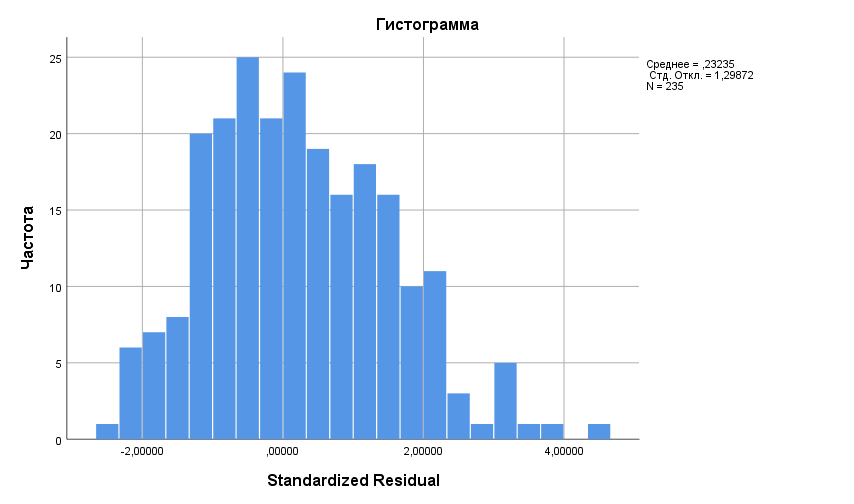 Гистограмма
Среднее = ,23235
Стд. Откл. = 1,29872
N = 235
Частота
25
20
15
10
5
0
-2,00000 ,00000 2,00000 4,00000
Standardized Residual